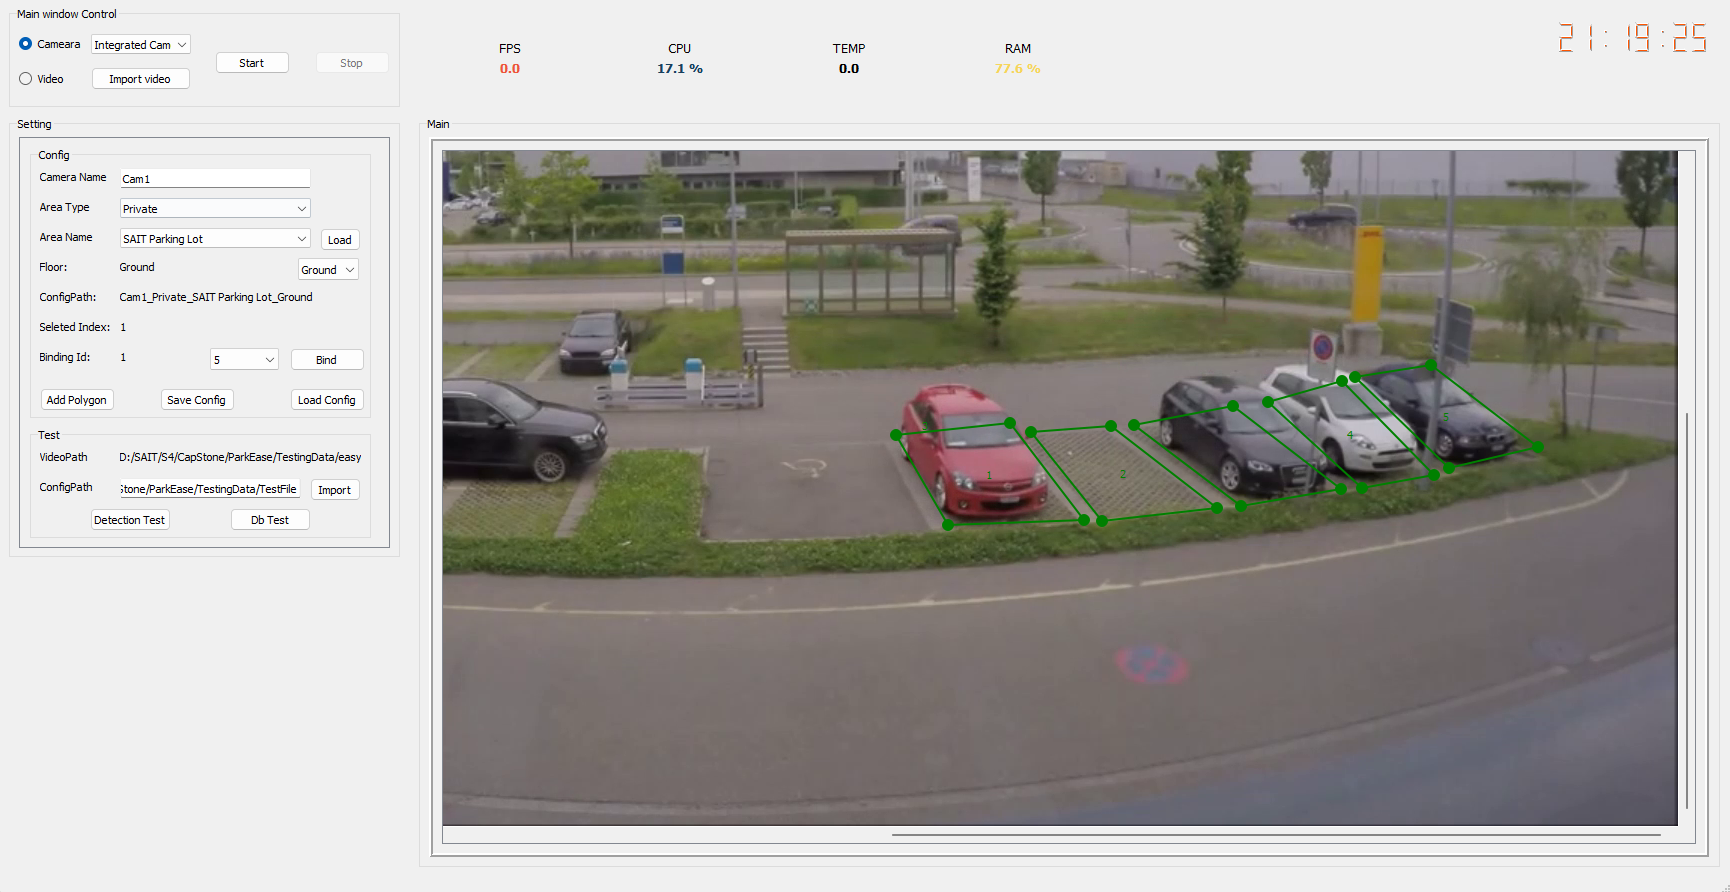 Main window Control
Cameara
Integrated Cam
Start
Stop
Video
Import video
FPS
0.0
CPU
17.1 %
TEMP
0.0
RAM
77.6 %
21:19:25
Setting
Config
Camera Name
Cam1
Area Type
Private
Area Name
SAIT Parking Lot
Load
Floor:
Ground
Ground
ConfigPath:
Cam1_Private_SAIT Parking Lot_Ground
Seleted Index:
1
Binding Id:
1
5
Bind
Add Polygon
Save Config
Load Config
Test
VideoPath
D:/SAIT/S4/CapStone/ParkEase/TestingData/easy
ConfigPath
Stone/ParkEase/TestingData/TestFile
Import
Detection Test
Db Test
Main
1
2
4
5